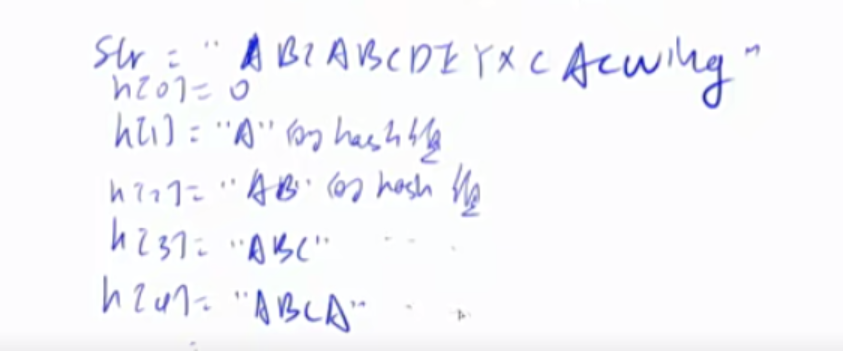 str = "ABCABCDEYXCAcwing"
h[0] = 0
h[1] = "A" 的 hash 值
h[2] = "AB" 的 hash 值
h[3] = "ABC" ...
h[4] = "ABCA" ..